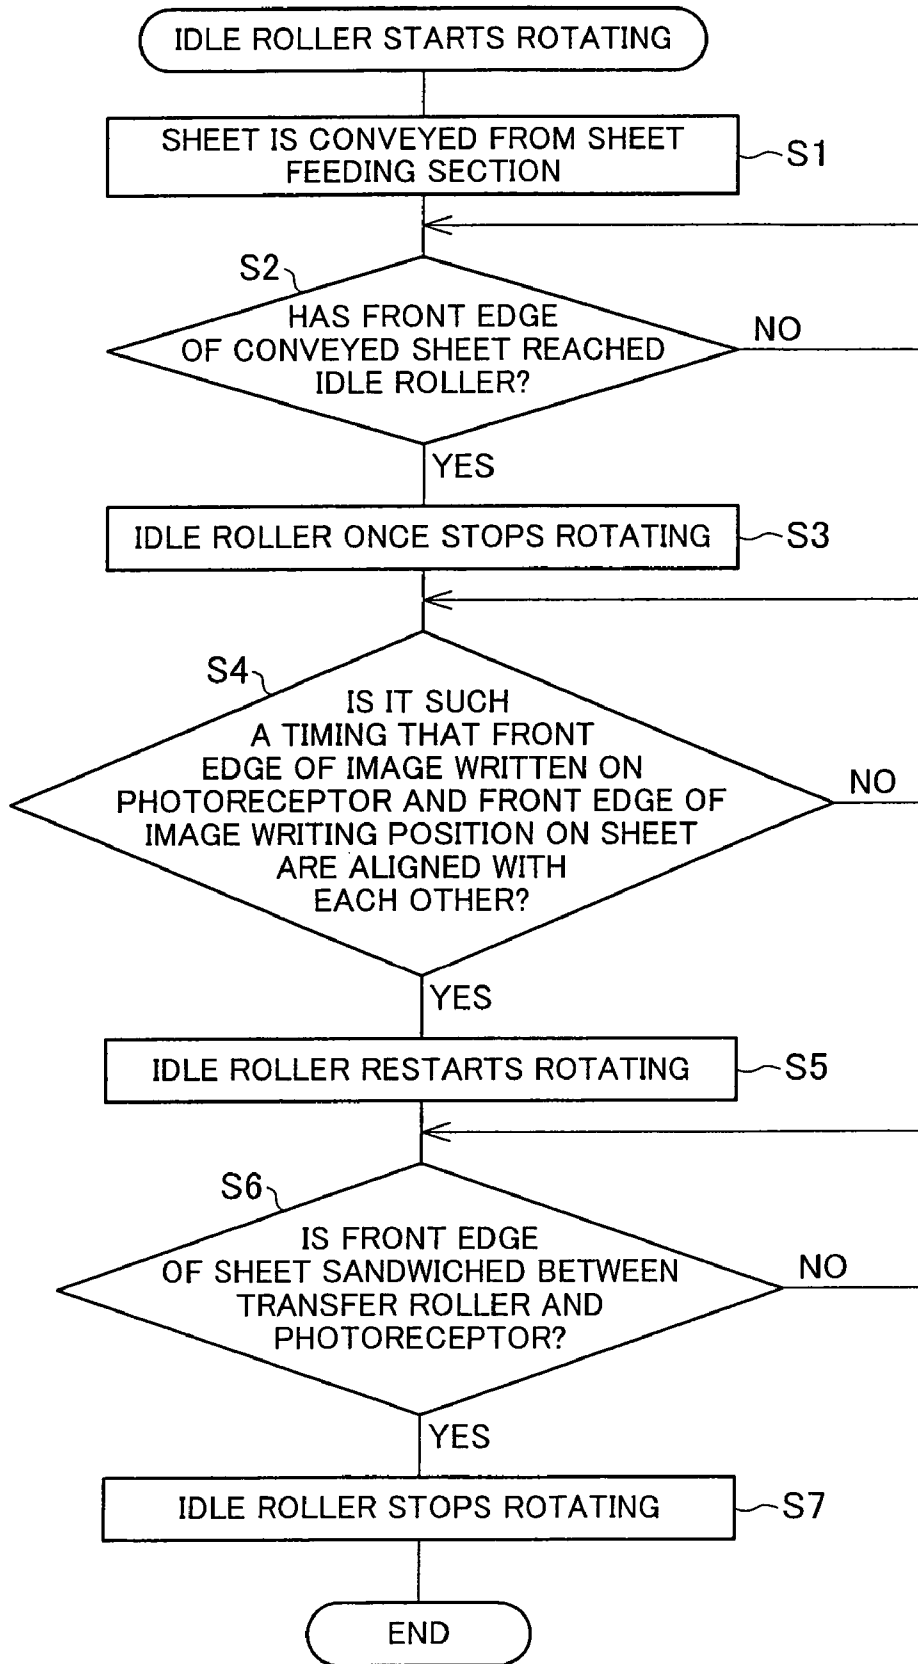 IDLE ROLLER STARTS ROTATING
SHEET IS CONVEYED FROM SHEET
FEEDING SECTION
S1
S2
HAS FRONT EDGE
OF CONVEYED SHEET REACHED
IDLE ROLLER?
NO
YES
IDLE ROLLER ONCE STOPS ROTATING
S3
S4
IS IT SUCH
A TIMING THAT FRONT
EDGE OF IMAGE WRITTEN ON
PHOTORECEPTOR AND FRONT EDGE OF
IMAGE WRITING POSITION ON SHEET
ARE ALIGNED WITH
EACH OTHER?
NO
YES
IDLE ROLLER RESTARTS ROTATING
S5
S6
IS FRONT EDGE
OF SHEET SANDWICHED BETWEEN
TRANSFER ROLLER AND
PHOTORECEPTOR?
NO
YES
IDLE ROLLER STOPS ROTATING
S7
END